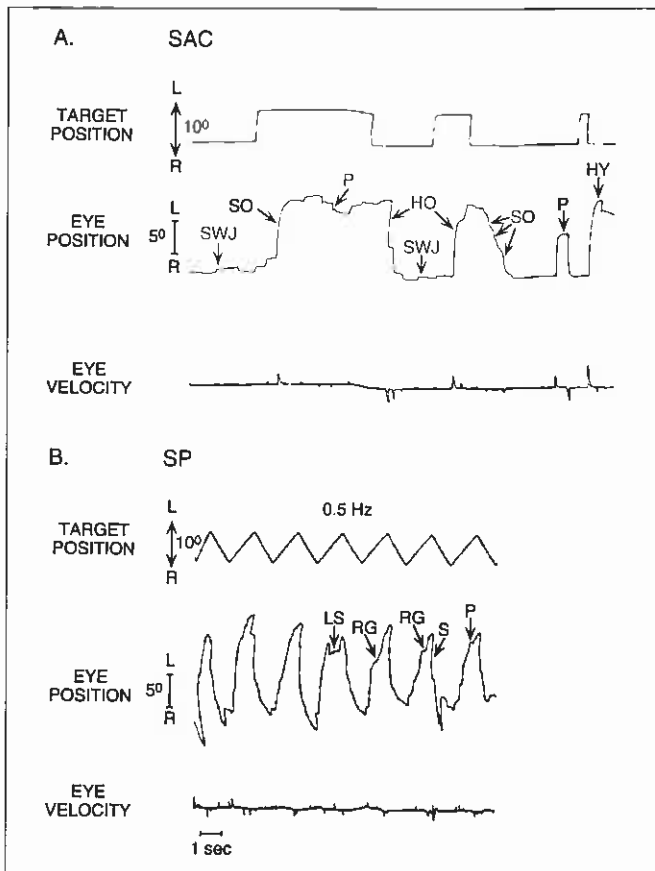 A. SAC
L
TARGET
POSITION
10⁰
R
HY
P
L
SO
HO
SO
P
EYE
POSITION
5⁰
SWJ
SWJ
R
EYE
VELOCITY
B. SP
L
0.5 Hz
TARGET
POSITION
10⁰
R
LS
RG
RG
S
P
L
EYE
POSITION
5⁰
R
EYE
VELOCITY
1 sec